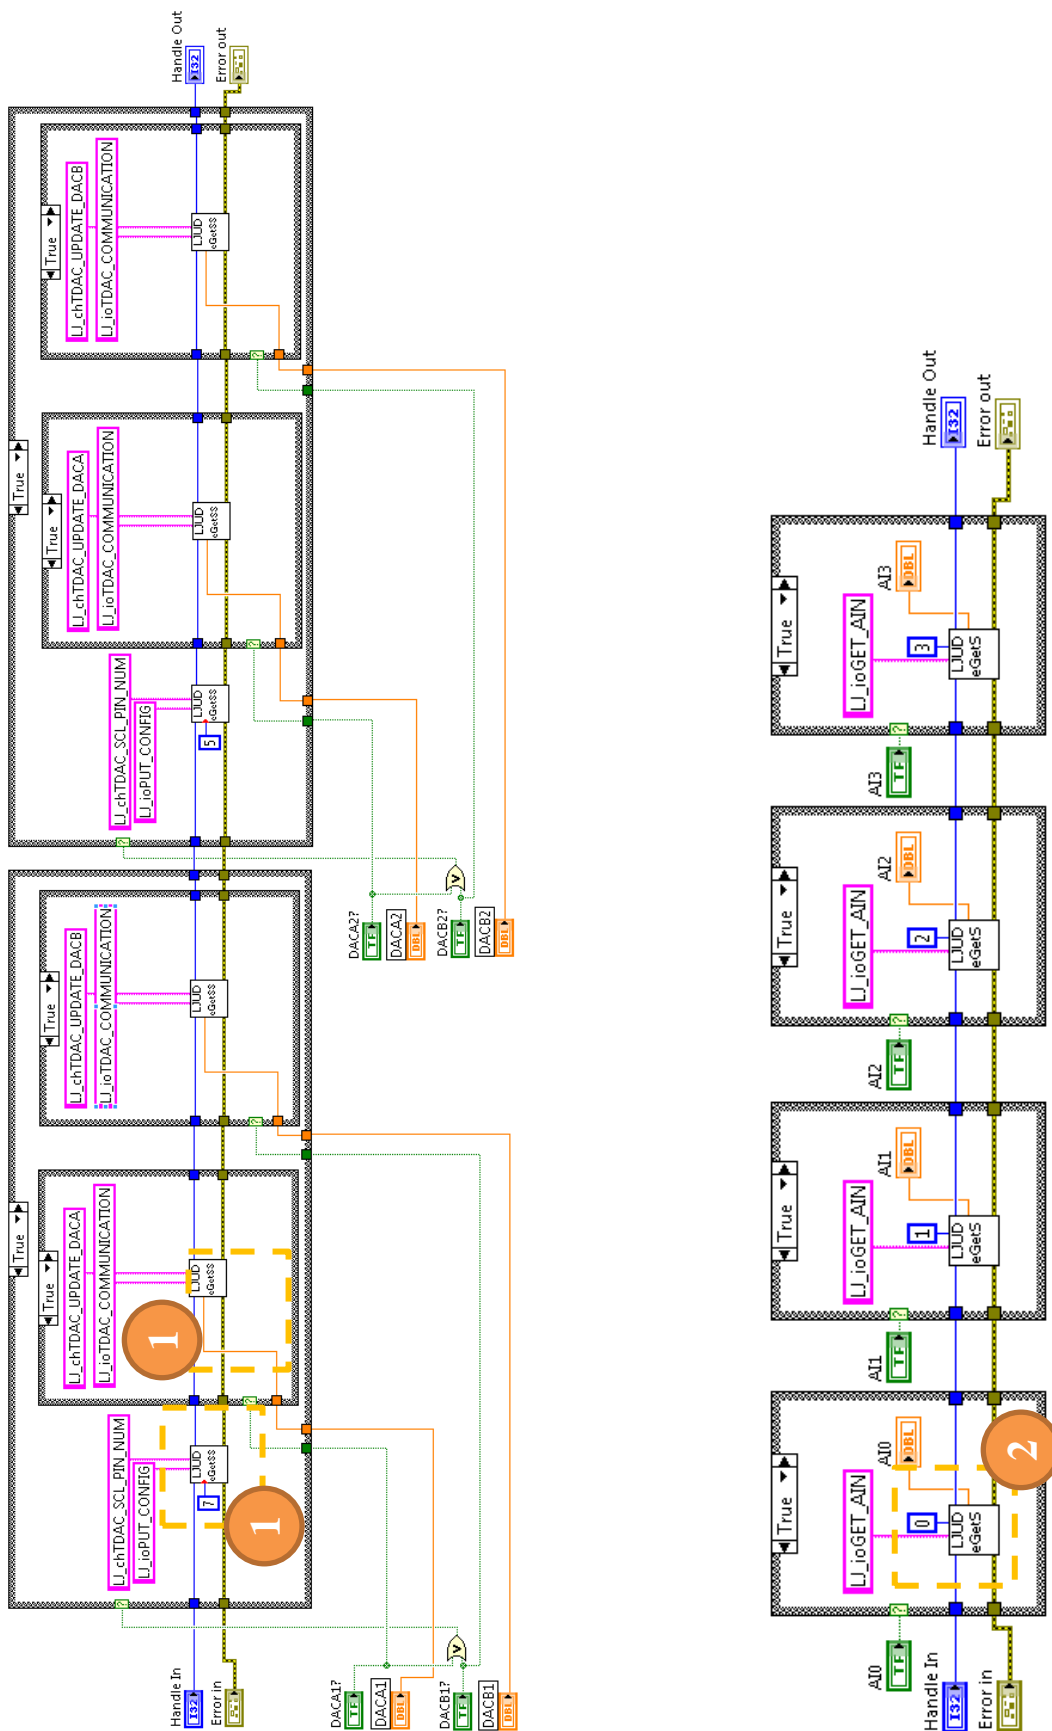 Handle In
I32
Error in
DACA1?
TF
DACA1
DBL
DACB1?
TF
DACB1
DBL
V
True
LJ_chTDAC_SCL_PIN_NUM
LJ_ioPUT_CONFIG
7
LJUD
eGetSS
?
1
True
LJ_chTDAC_UPDATE_DACA
LJ_ioTDAC_COMMUNICATION
LJUD
eGetSS
?
1
True
LJ_chTDAC_UPDATE_DACB
LJ_ioTDAC_COMMUNICATION
LJUD
eGetSS
?
DACA2?
TF
DACA2
DBL
DACB2?
TF
DACB2
DBL
V
True
LJ_chTDAC_SCL_PIN_NUM
LJ_ioPUT_CONFIG
5
LJUD
eGetSS
?
True
LJ_chTDAC_UPDATE_DACA
LJ_ioTDAC_COMMUNICATION
LJUD
eGetSS
?
True
LJ_chTDAC_UPDATE_DACB
LJ_ioTDAC_COMMUNICATION
LJUD
eGetSS
?
Handle Out
I32
Error out
AI0
TF
Handle In
I32
Error in
True
LJ_ioGET_AIN
?
0
AI0
DBL
LJUD
eGetS
2
AI1
TF
True
LJ_ioGET_AIN
?
1
AI1
DBL
LJUD
eGetS
AI2
TF
True
LJ_ioGET_AIN
?
2
AI2
DBL
LJUD
eGetS
AI3
TF
True
LJ_ioGET_AIN
?
3
AI3
DBL
LJUD
eGetS
Handle Out
I32
Error out